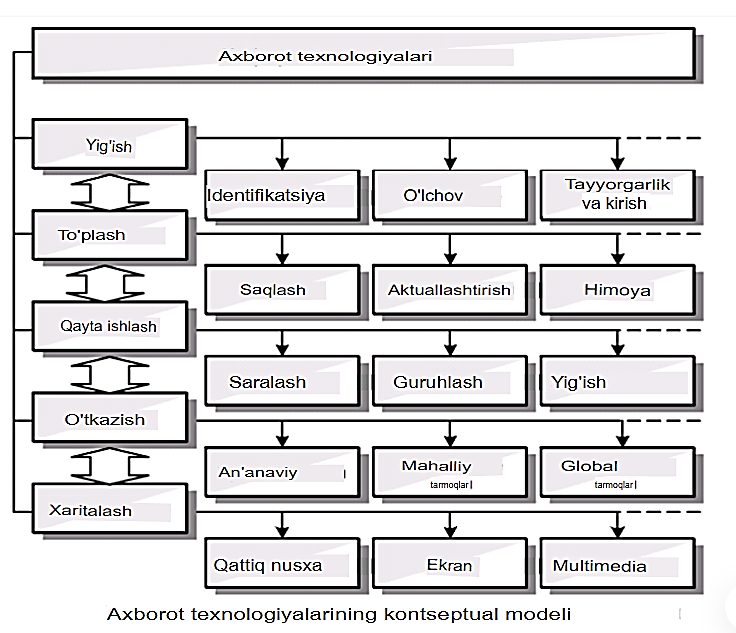 Axborot texnologiyalari
Yig'ish
Identifikatsiya
O'lchov
Tayyorgarlik
va kirish
To'plash
Saqlash
Aktuallashtirish
Himoya
Qayta ishlash
Saralash
Guruhlash
Yig'ish
O'tkazish
An'anaviy
Mahalliy
tarmoqlar
Global
tarmoqlar
Xaritalash
Qattiq nusxa
Ekran
Multimedia
Axborot texnologiyalarining kontseptual modeli